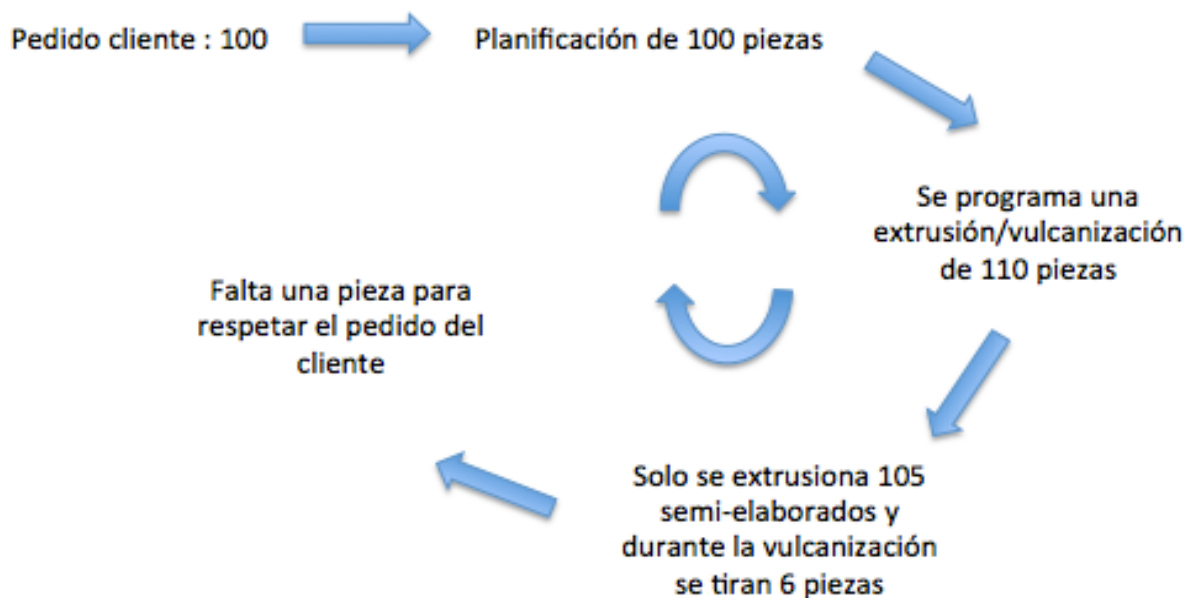 Pedido cliente : 100
Planificación de 100 piezas
Se programa una
extrusión/vulcanización
de 110 piezas
Solo se extrusiona 105
semi-elaborados y
durante la vulcanización
se tiran 6 piezas
Falta una pieza para
respetar el pedido del
cliente